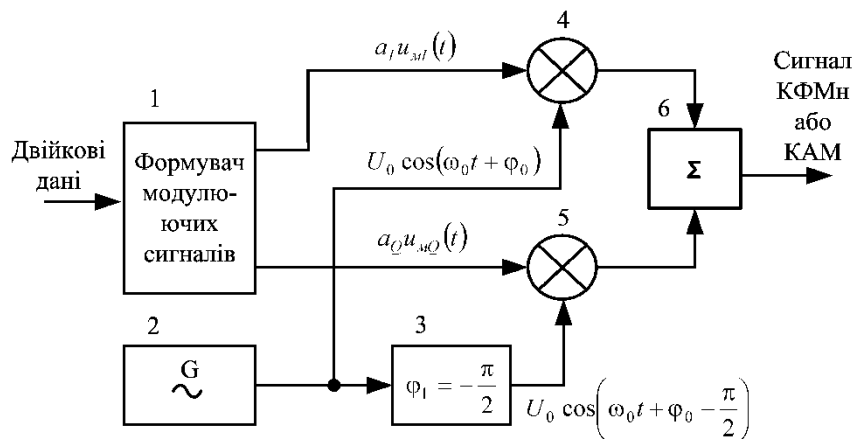 4
a_I u_мI(t)
Сигнал
КФМн
або
КАМ
1
6
Двійкові
дані
Формувач
модулю-
ючих
сигналів
U_0 cos(ω_0 t + φ_0)
Σ
5
a_Q u_мQ(t)
2
3
G
φ_1 = −π/2
U_0 cos(ω_0 t + φ_0 − π/2)